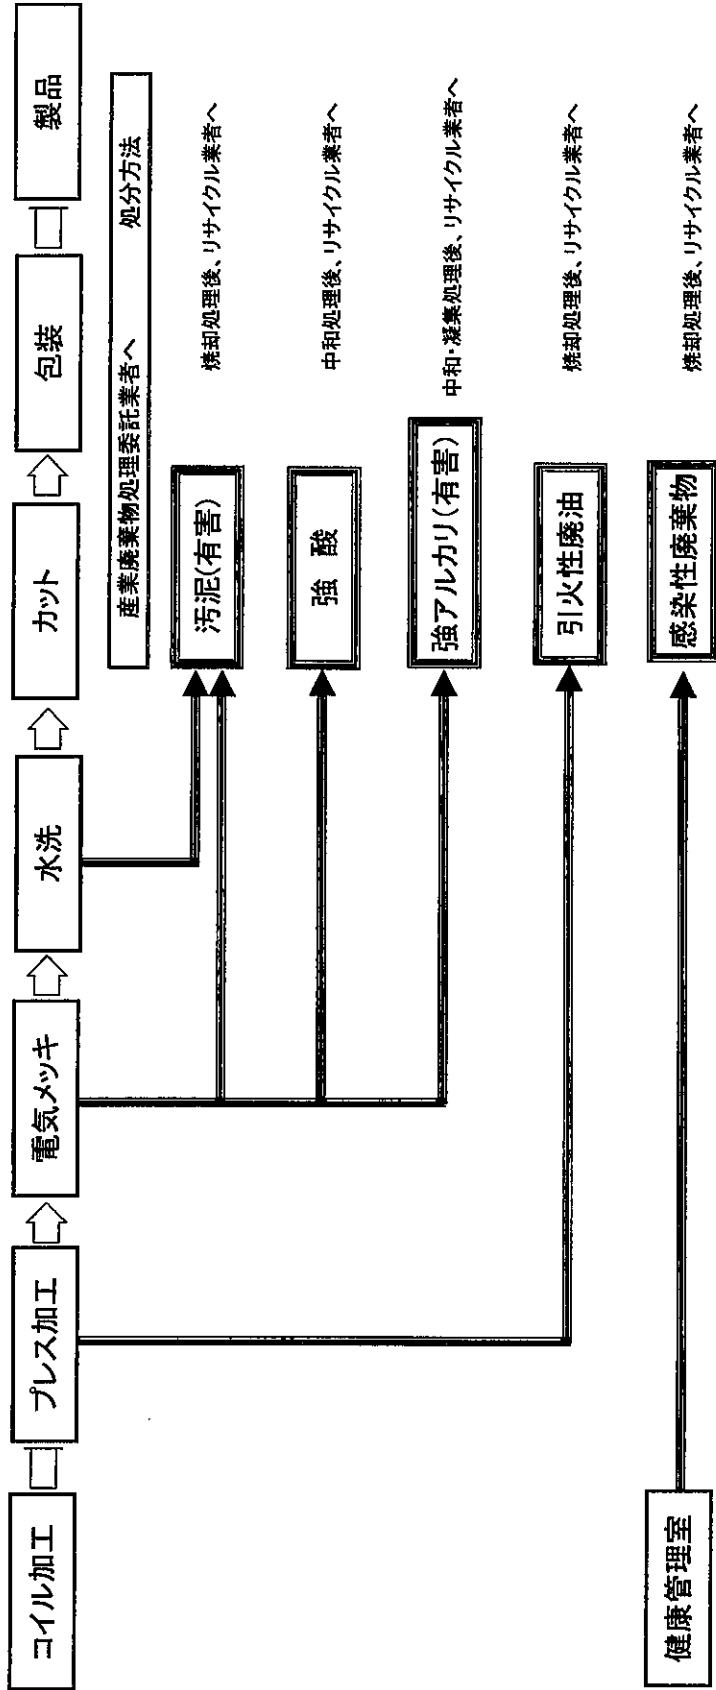 コイル加工
プレス加工
電気メッキ
水洗
カット
包装
製品
産業廃棄物処理委託業者へ 処分方法
汚泥(有害) 焼却処理後、リサイクル業者へ
強 酸 中和処理後、リサイクル業者へ
強アルカリ(有害) 中和・凝集処理後、リサイクル業者へ
引火性廃油 焼却処理後、リサイクル業者へ
健康管理室
感染性廃棄物 焼却処理後、リサイクル業者へ